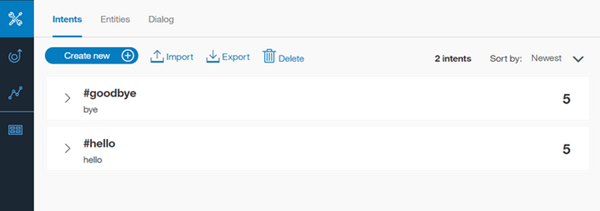 Intents Entities Dialog
Create new Import Export Delete 2 intents Sort by: Newest
#goodbye 5
bye
#hello 5
hello